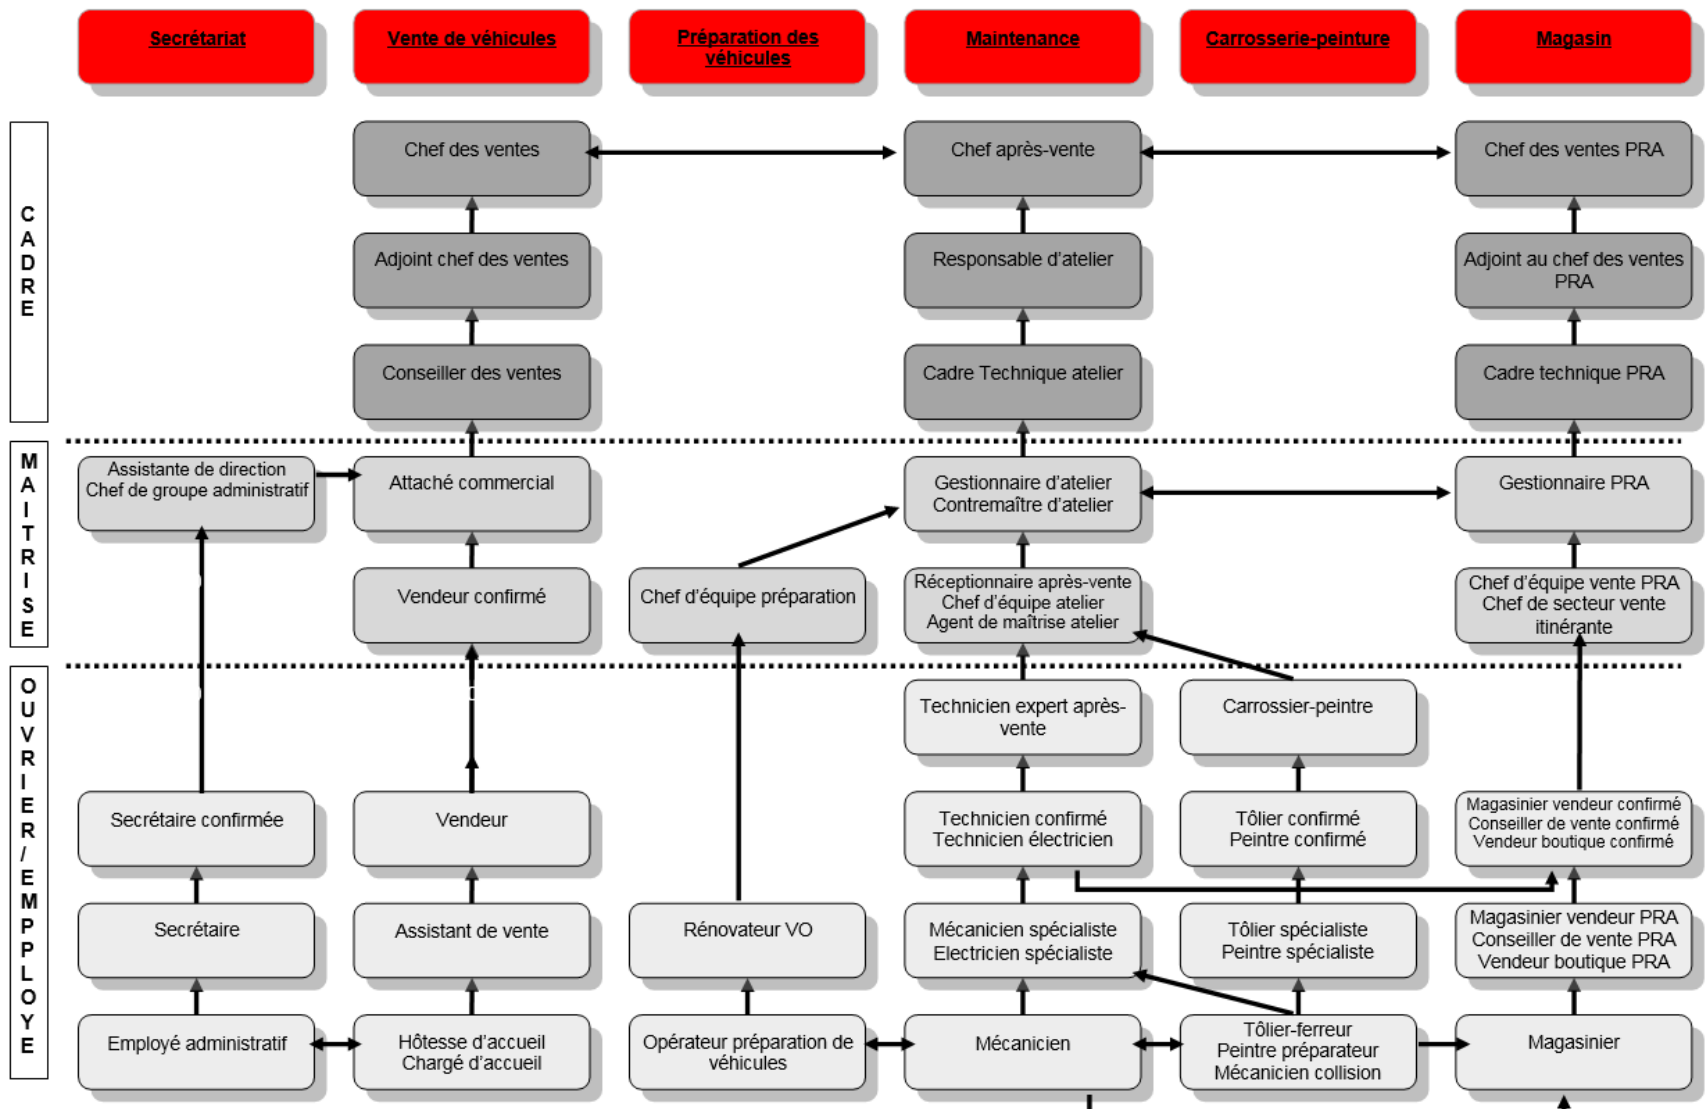 Secrétariat
Vente de véhicules
Préparation des
véhicules
Maintenance
Carrosserie-peinture
Magasin
C
A
D
R
E
Chef des ventes
Chef après-vente
Chef des ventes PRA
Adjoint chef des ventes
Responsable d'atelier
Adjoint au chef des ventes
PRA
Conseiller des ventes
Cadre Technique atelier
Cadre technique PRA
M
A
I
T
R
I
S
E
Assistante de direction
Chef de groupe administratif
Attaché commercial
Gestionnaire d'atelier
Contremaître d'atelier
Gestionnaire PRA
Vendeur confirmé
Chef d'équipe préparation
Réceptionnaire après-vente
Chef d'équipe atelier
Agent de maîtrise atelier
Chef d'équipe vente PRA
Chef de secteur vente
itinérante
O
U
V
R
I
E
R
/
E
M
P
P
L
O
Y
E
Technicien expert après-
vente
Carrossier-peintre
Secrétaire confirmée
Vendeur
Technicien confirmé
Technicien électricien
Tôlier confirmé
Peintre confirmé
Magasinier vendeur confirmé
Conseiller de vente confirmé
Vendeur boutique confirmé
Secrétaire
Assistant de vente
Rénovateur VO
Mécanicien spécialiste
Electricien spécialiste
Tôlier spécialiste
Peintre spécialiste
Magasinier vendeur PRA
Conseiller de vente PRA
Vendeur boutique PRA
Employé administratif
Hôtesse d'accueil
Chargé d'accueil
Opérateur préparation de
véhicules
Mécanicien
Tôlier-ferreur
Peintre préparateur
Mécanicien collision
Magasinier